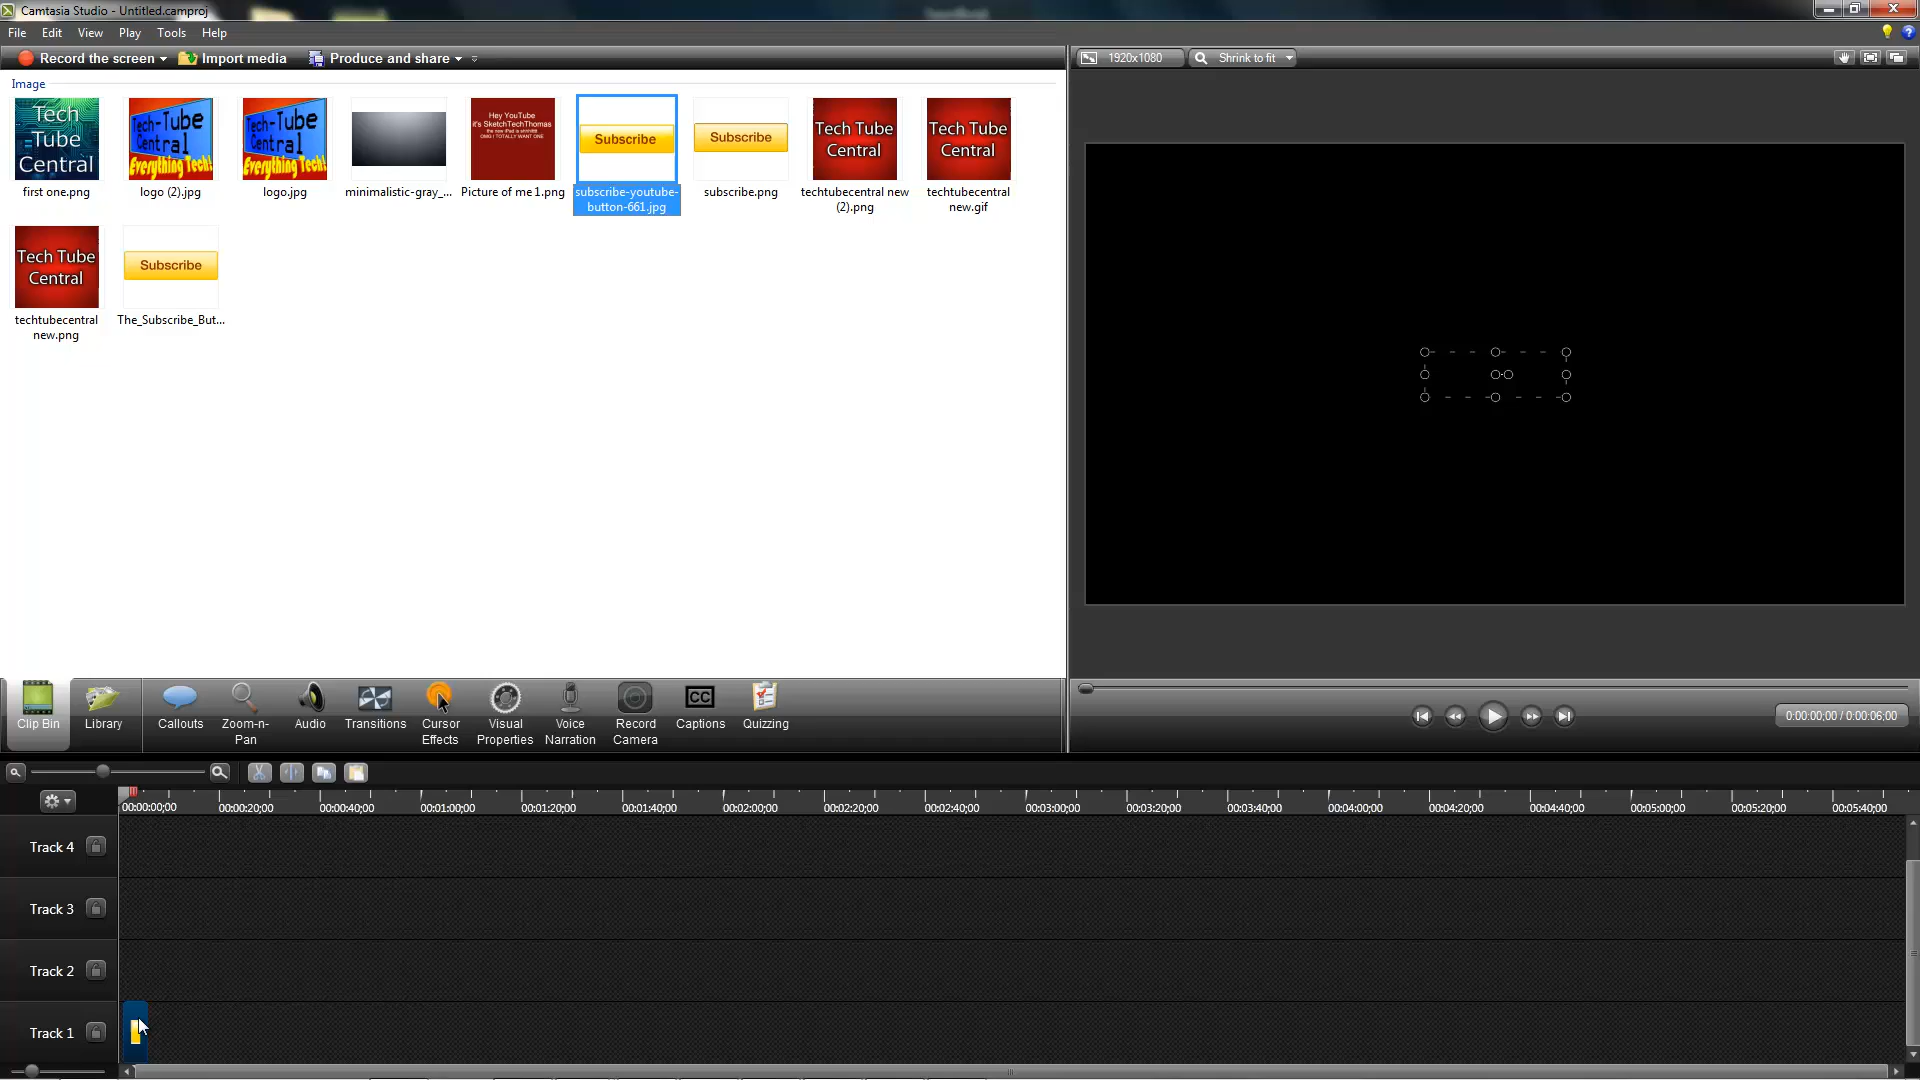 Camtasia Studio - Untitled.camproj
File Edit View Play Tools Help
Record the screen Import media Produce and share
1920x1080 Shrink to fit
Image
Tech Tube Central
Tech-Tube Central Everything Tech!
Tech-Tube Central Everything Tech!
Hey YouTube
it's SketchTechThomas
Subscribe
Subscribe
Tech Tube Central
Tech Tube Central
first one.png
logo (2).jpg
logo.jpg
minimalistic-gray_...
Picture of me 1.png
subscribe-youtube-
button-661.jpg
subscribe.png
techtubecentral new
(2).png
techtubecentral
new.gif
Tech Tube Central
Subscribe
techtubecentral
new.png
The_Subscribe_But...
Clip Bin
Library
Callouts
Zoom-n-
Pan
Audio
Transitions
Cursor
Effects
Visual
Properties
Voice
Narration
Record
Camera
CC
Captions
Quizzing
0:00:00;00 / 0:00:06;00
00:00:00;00 00:00:20;00 00:00:40;00 00:01:00;00 00:01:20;00 00:01:40;00 00:02:00;00 00:02:20;00 00:02:40;00 00:03:00;00 00:03:20;00 00:03:40;00 00:04:00;00 00:04:20;00 00:04:40;00 00:05:00;00 00:05:20;00 00:05:40;00
Track 4
Track 3
Track 2
Track 1